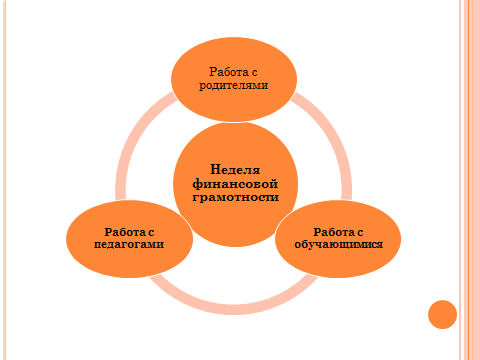 Работа с
родителями
Неделя
финансовой
грамотности
Работа с
педагогами
Работа с
обучающимися